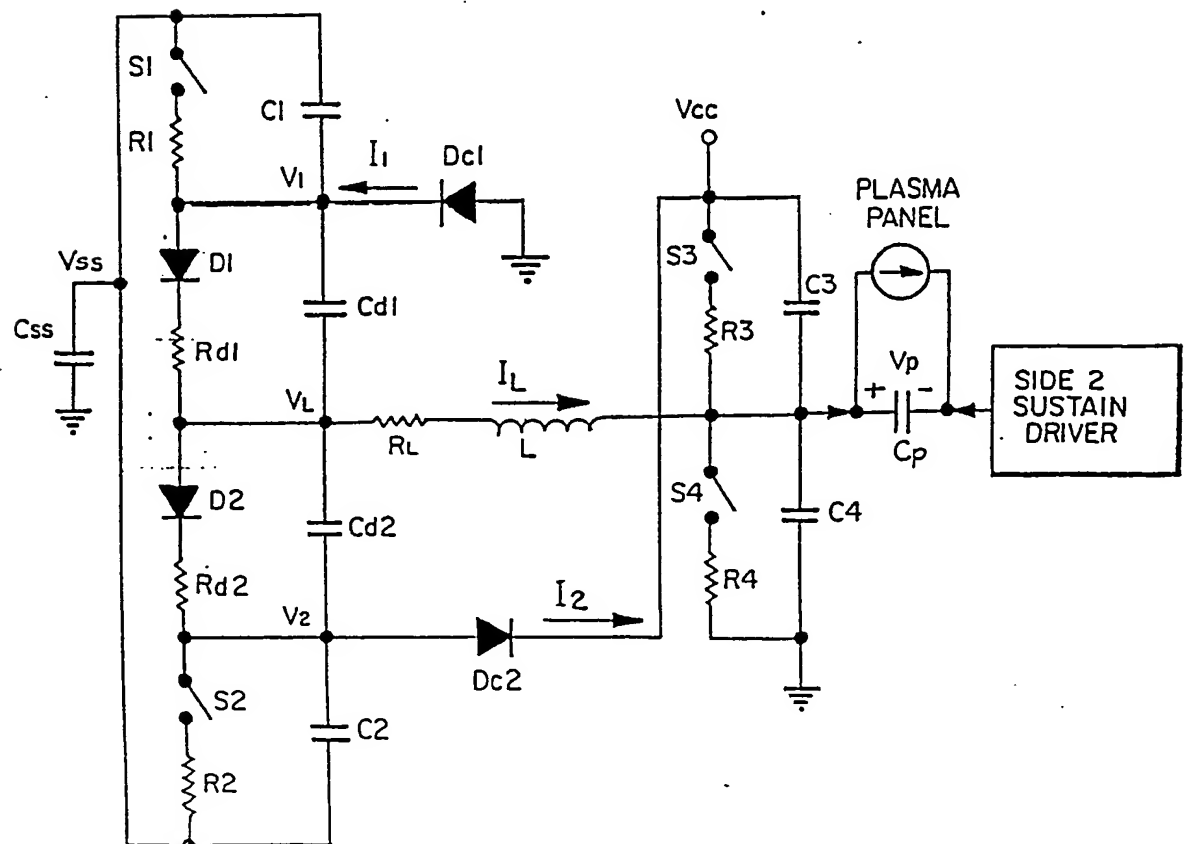 S1
C1
R1
V1
I1
Dc1
Vcc
PLASMA
PANEL
Vss
D1
S3
C3
Css
Cd1
Rd1
R3
VL
IL
Vp
+ -
SIDE 2
SUSTAIN
DRIVER
RL
L
Cp
S4
D2
Cd2
C4
Rd2
R4
V2
I2
Dc2
S2
C2
R2